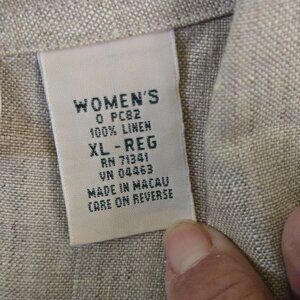 WOMEN'S
0 PC82
100% LINEN
XL-REG
RN 71341
VN 04463
MADE IN MACAU
CARE ON REVERSE